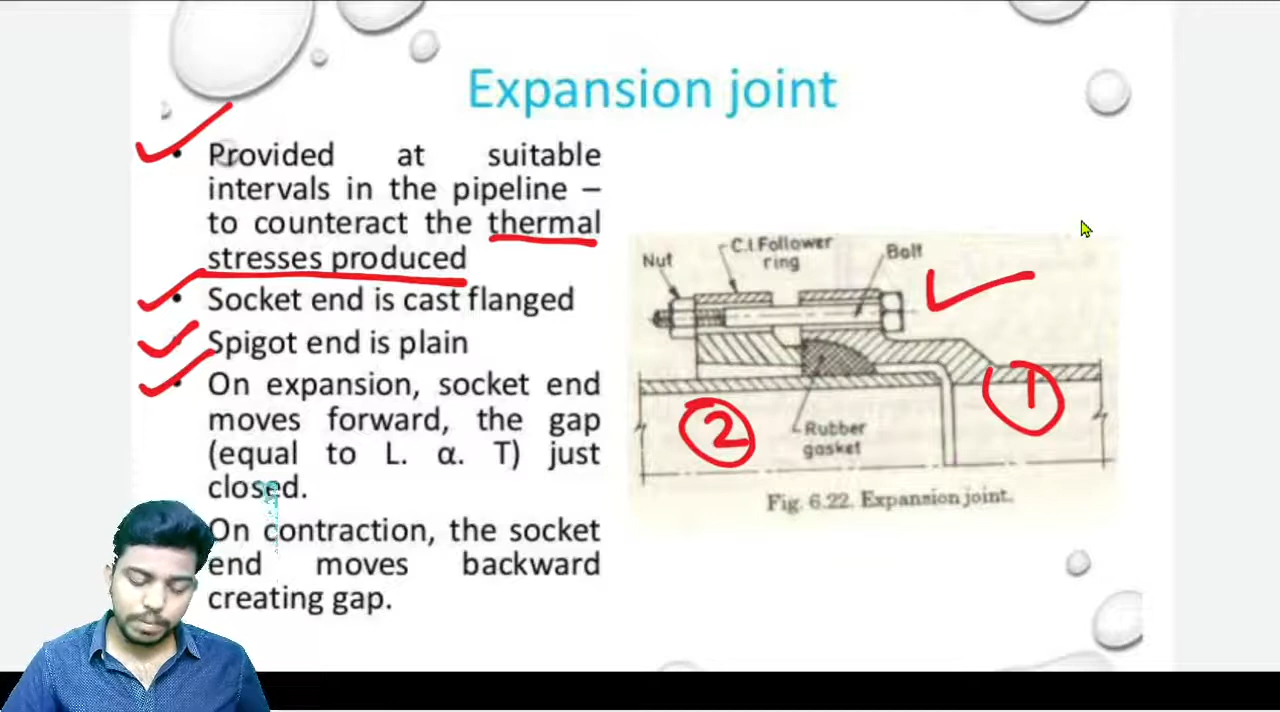 Expansion joint
• Provided at suitable
intervals in the pipeline –
to counteract the thermal
stresses produced
• Socket end is cast flanged
Spigot end is plain
• On expansion, socket end
moves forward, the gap
(equal to L. α. T) just
closed.
On contraction, the socket
end moves backward
creating gap.
Nut
C.I. Follower
ring
Bolt
1
2
Rubber
gasket
Fig. 6.22. Expansion joint.